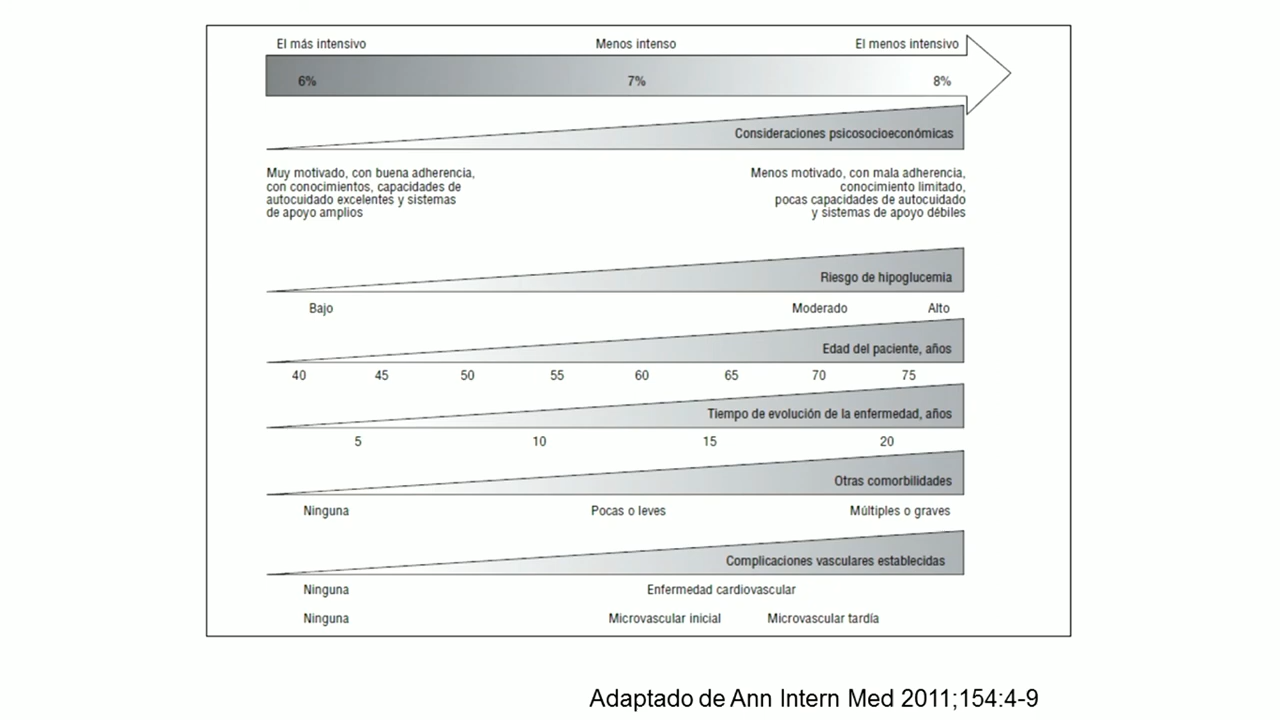 El más intensivo Menos intenso El menos intensivo
6% 7% 8%
Consideraciones psicosocioeconómicas
Muy motivado, con buena adherencia,
con conocimientos, capacidades de
autocuidado excelentes y sistemas
de apoyo amplios
Menos motivado, con mala adherencia,
conocimiento limitado,
pocas capacidades de autocuidado
y sistemas de apoyo débiles
Riesgo de hipoglucemia
Bajo Moderado Alto
Edad del paciente, años
40 45 50 55 60 65 70 75
Tiempo de evolución de la enfermedad, años
5 10 15 20
Otras comorbilidades
Ninguna Pocas o leves Múltiples o graves
Complicaciones vasculares establecidas
Ninguna Enfermedad cardiovascular
Ninguna Microvascular inicial Microvascular tardía
Adaptado de Ann Intern Med 2011;154:4-9